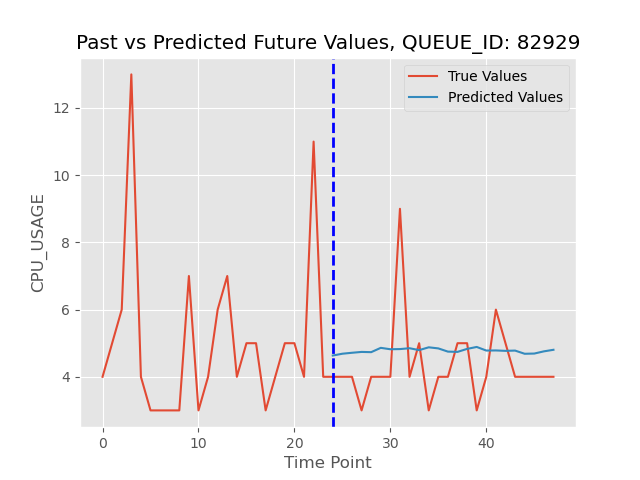 Past vs Predicted Future Values, QUEUE_ID: 82929
True Values
Predicted Values
CPU_USAGE
12
10
8
6
4
0
10
20
30
40
Time Point